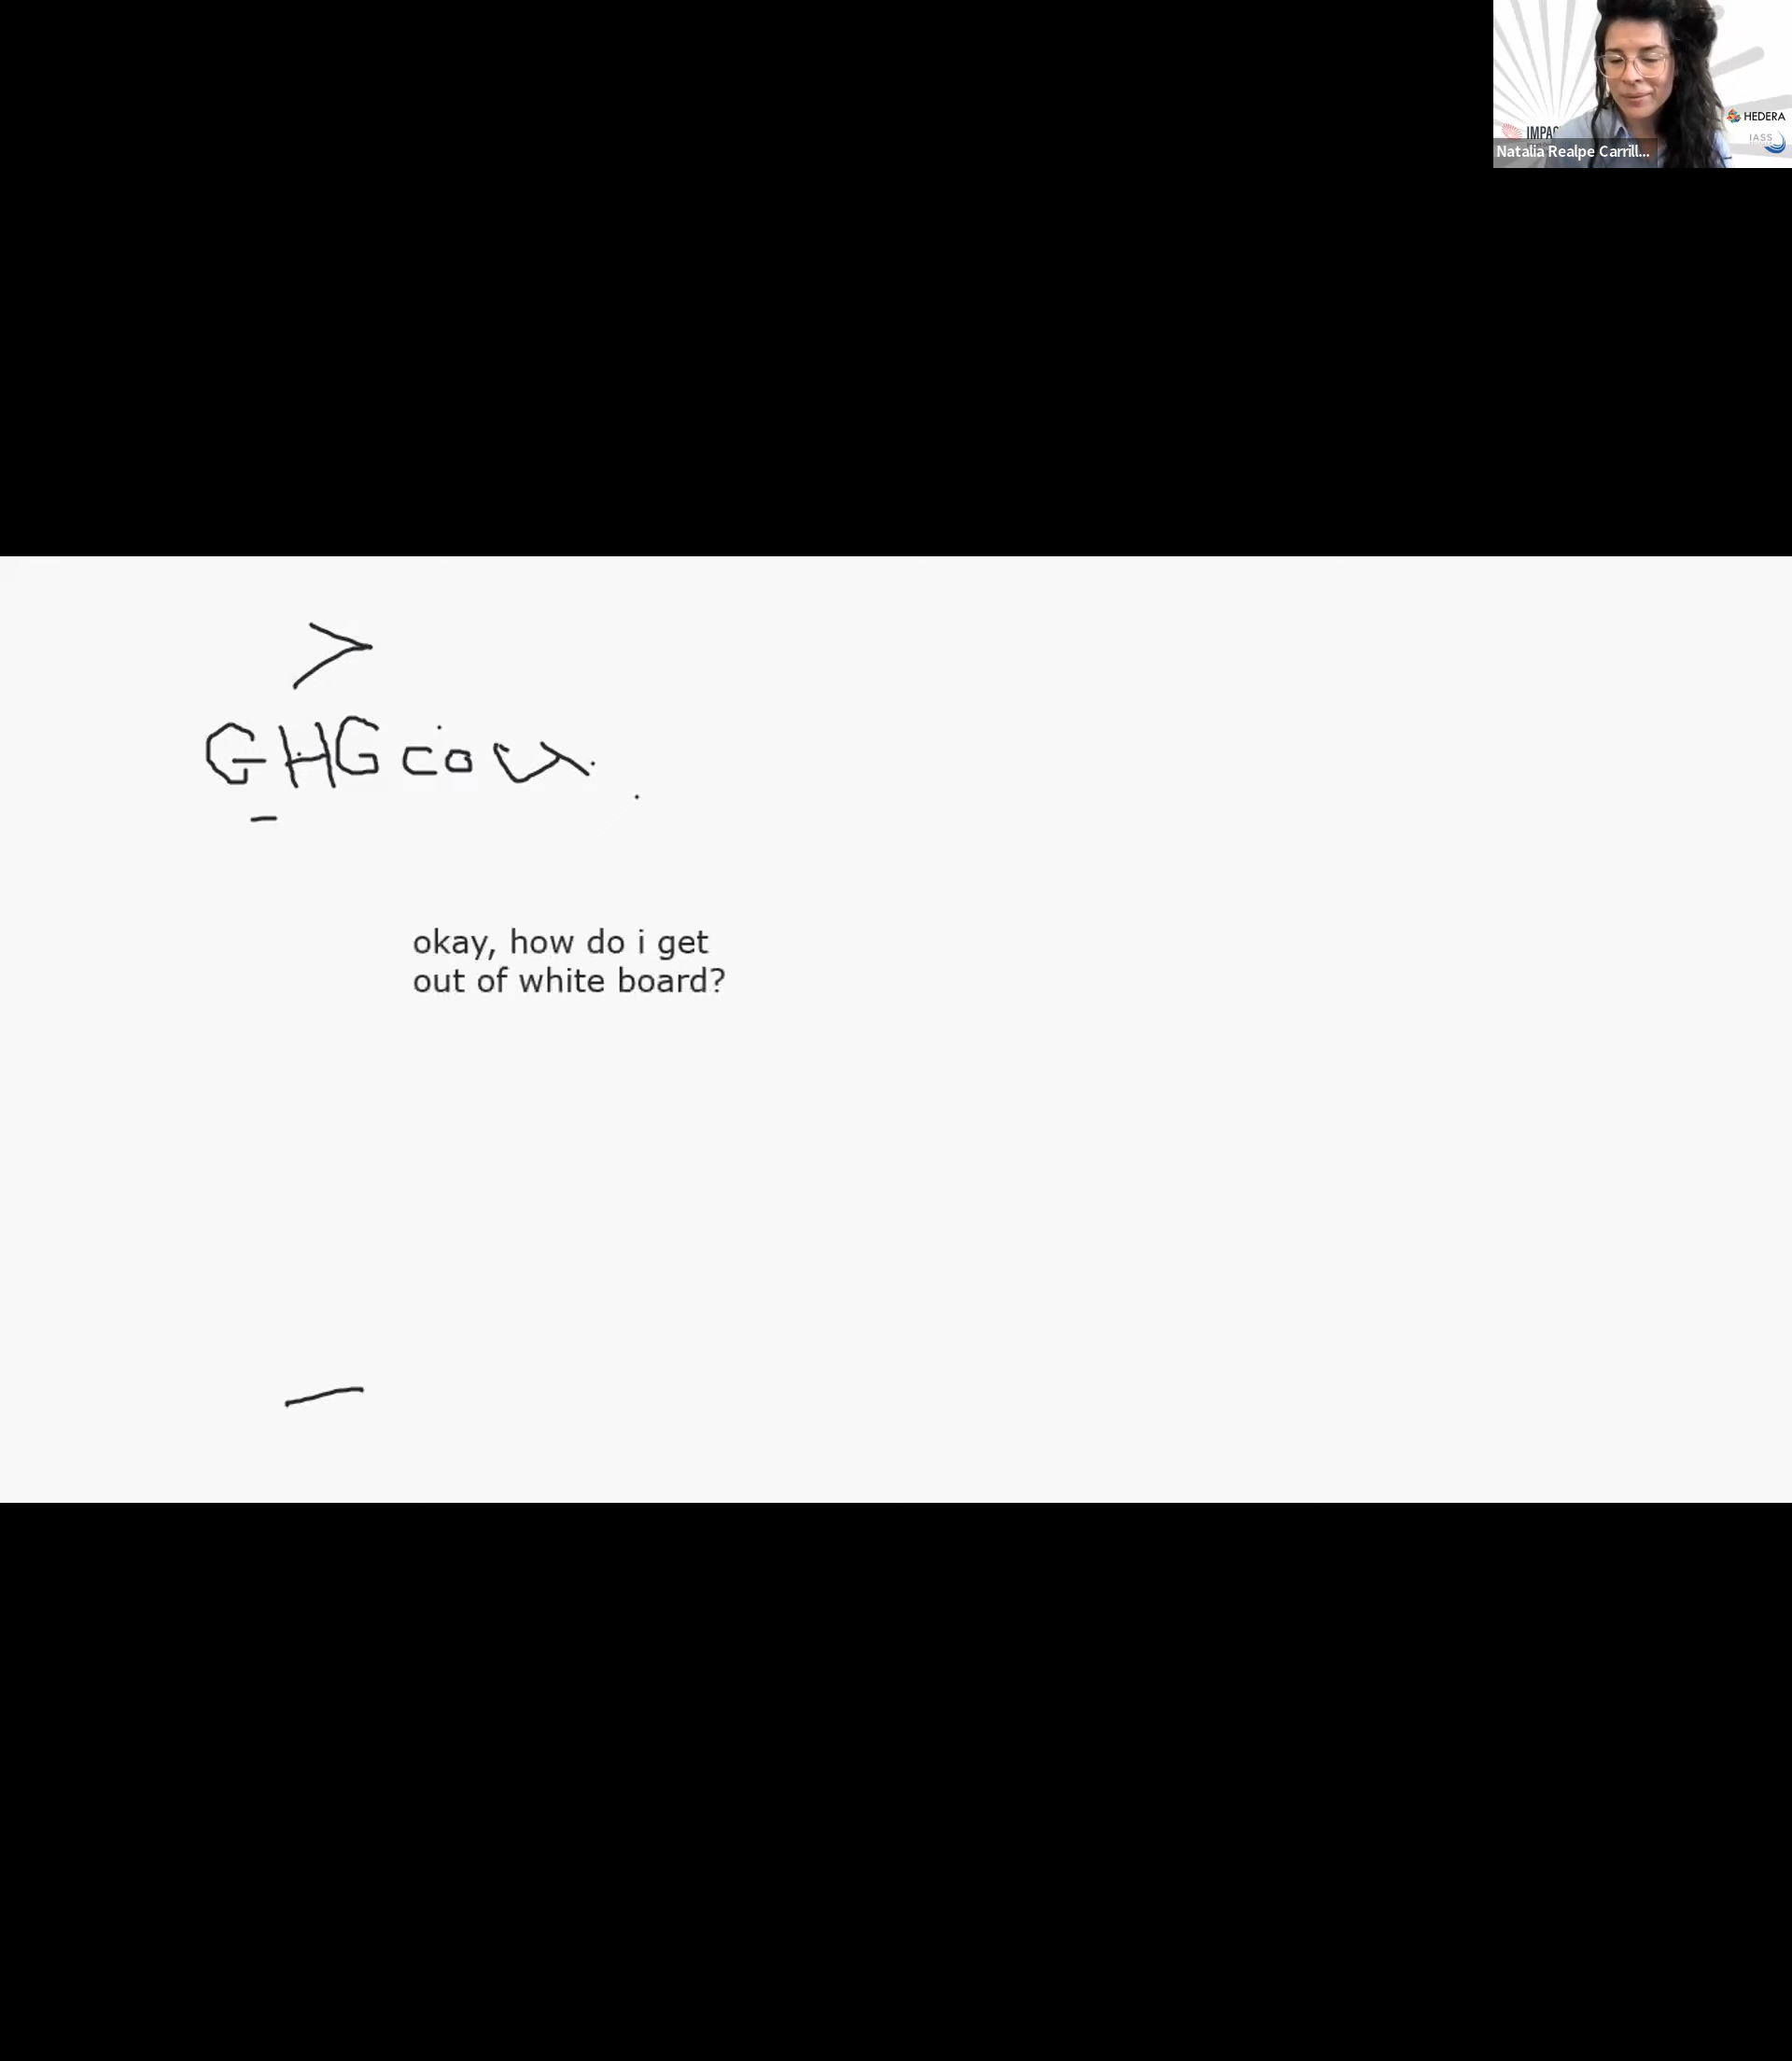 HEDERA
IMPAC
IASS
Natalia Realpe Carrill...
GHG
okay, how do i get
out of white board?